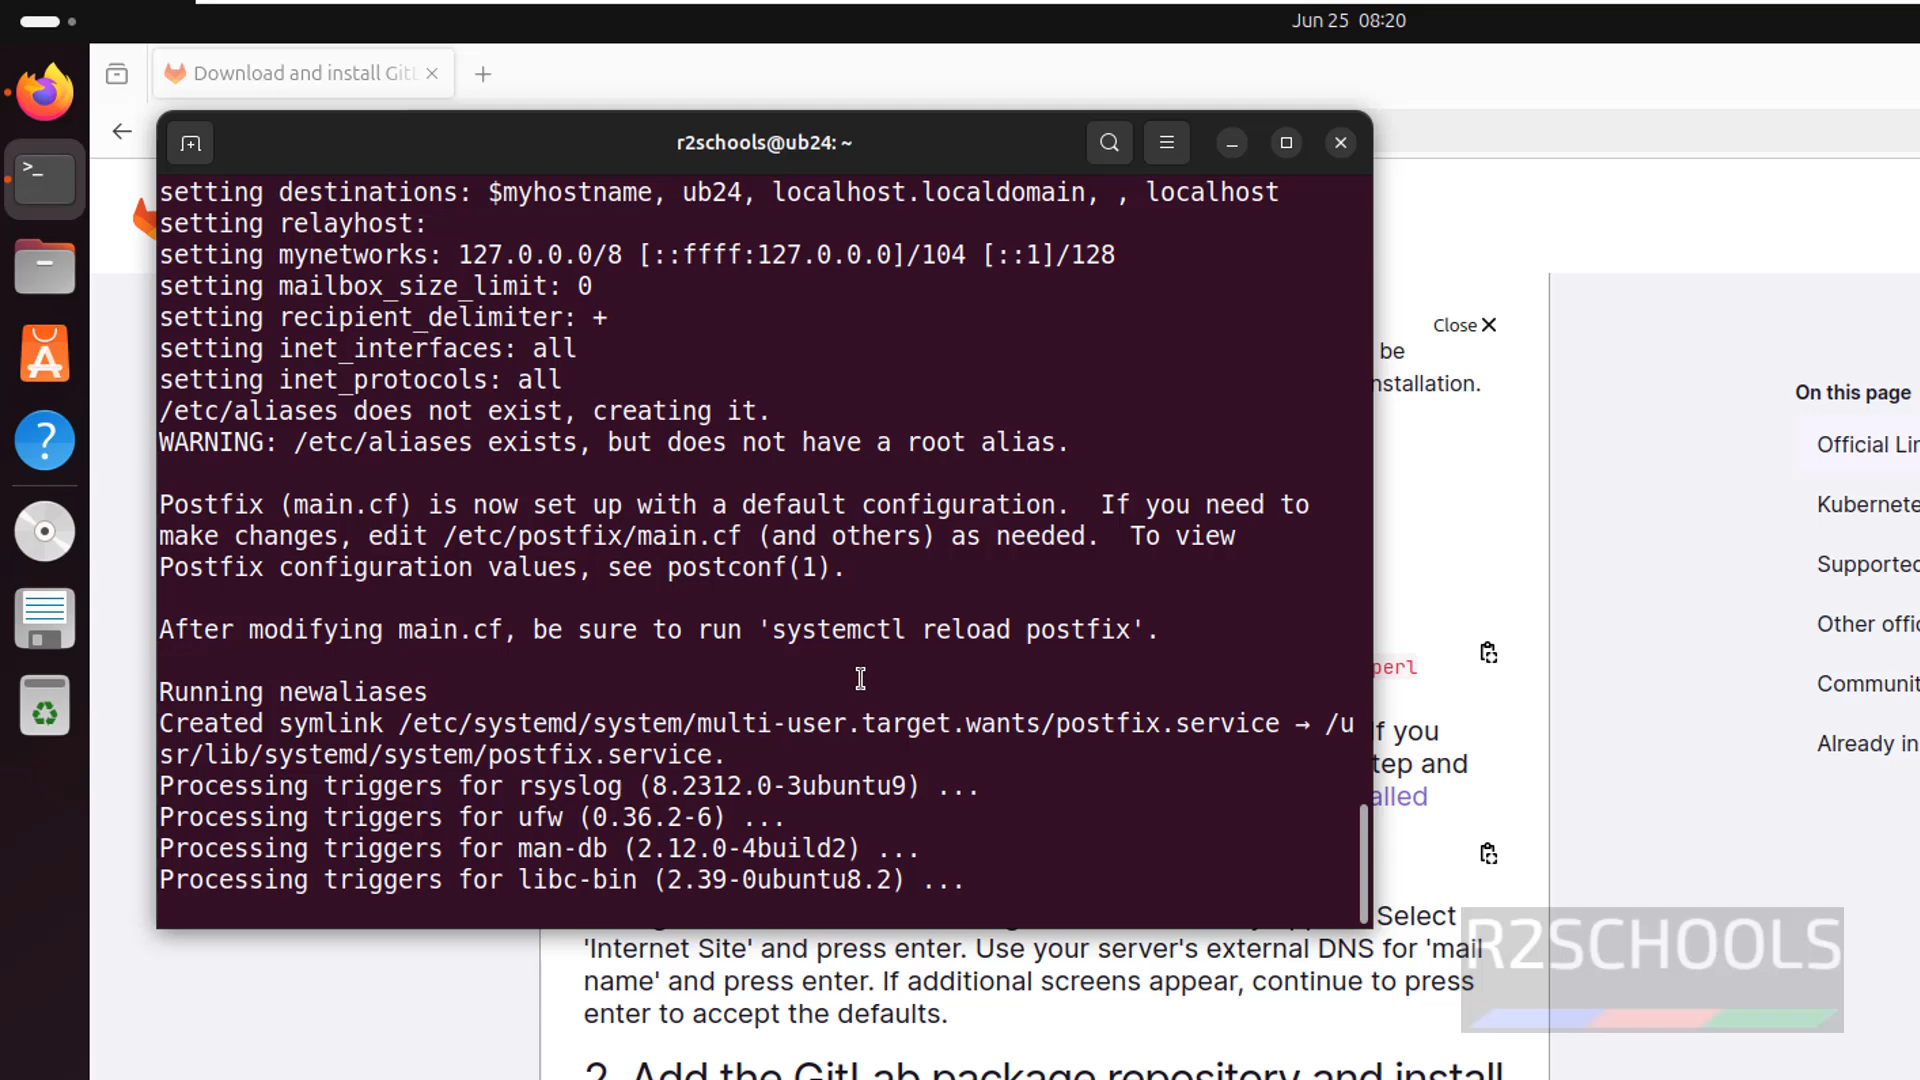 Jun 25 08:20
Download and install Git
r2schools@ub24: ~
setting destinations: $myhostname, ub24, localhost.localdomain, , localhost
setting relayhost:
setting mynetworks: 127.0.0.0/8 [::ffff:127.0.0.0]/104 [::1]/128
setting mailbox_size_limit: 0
setting recipient_delimiter: +
setting inet_interfaces: all
setting inet_protocols: all
/etc/aliases does not exist, creating it.
WARNING: /etc/aliases exists, but does not have a root alias.
Postfix (main.cf) is now set up with a default configuration.  If you need to
make changes, edit /etc/postfix/main.cf (and others) as needed.  To view
Postfix configuration values, see postconf(1).
After modifying main.cf, be sure to run 'systemctl reload postfix'.
Running newaliases
Created symlink /etc/systemd/system/multi-user.target.wants/postfix.service → /u
sr/lib/systemd/system/postfix.service.
Processing triggers for rsyslog (8.2312.0-3ubuntu9) ...
Processing triggers for ufw (0.36.2-6) ...
Processing triggers for man-db (2.12.0-4build2) ...
Processing triggers for libc-bin (2.39-0ubuntu8.2) ...
Close
be
nstallation.
perl
f you
tep and
alled
Select
'Internet Site' and press enter. Use your server's external DNS for 'mail
name' and press enter. If additional screens appear, continue to press
enter to accept the defaults.
2. Add the GitLab package repository and install
On this page
Official Lin
Kubernete
Supported
Other offic
Communit
Already in
R2SCHOOLS